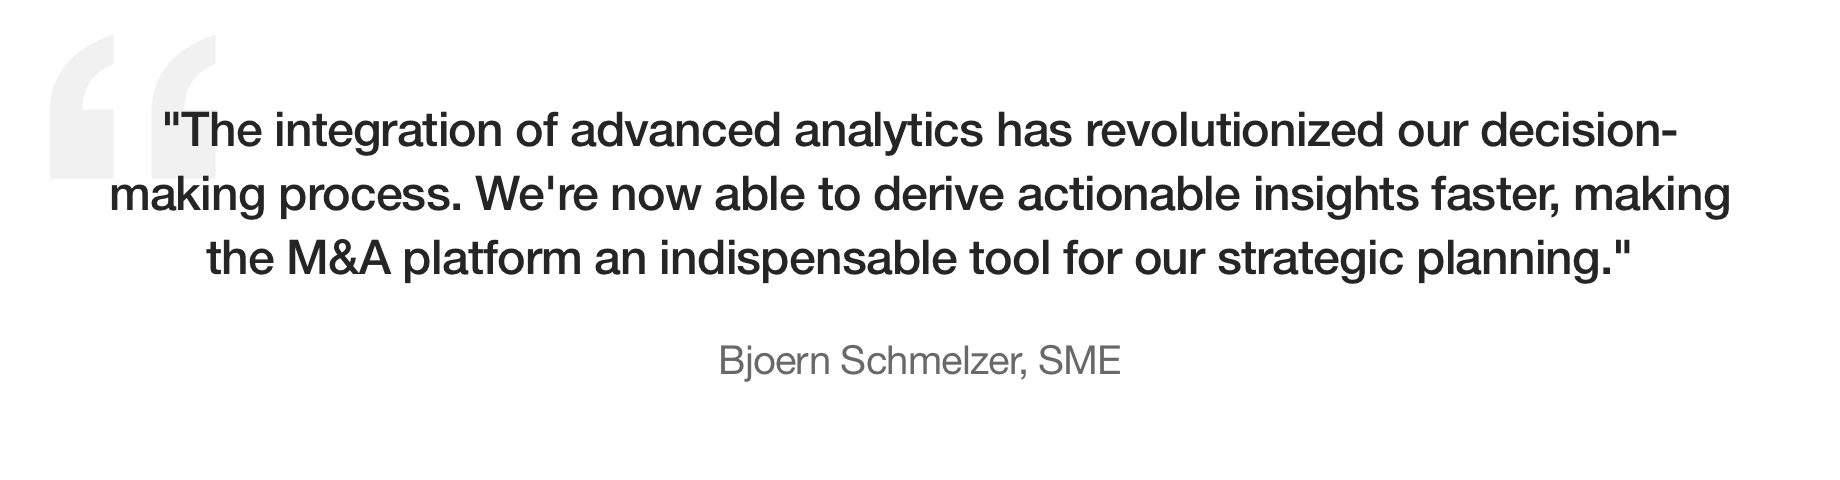 "The integration of advanced analytics has revolutionized our decision-
making process. We're now able to derive actionable insights faster, making
the M&A platform an indispensable tool for our strategic planning."
Bjoern Schmelzer, SME